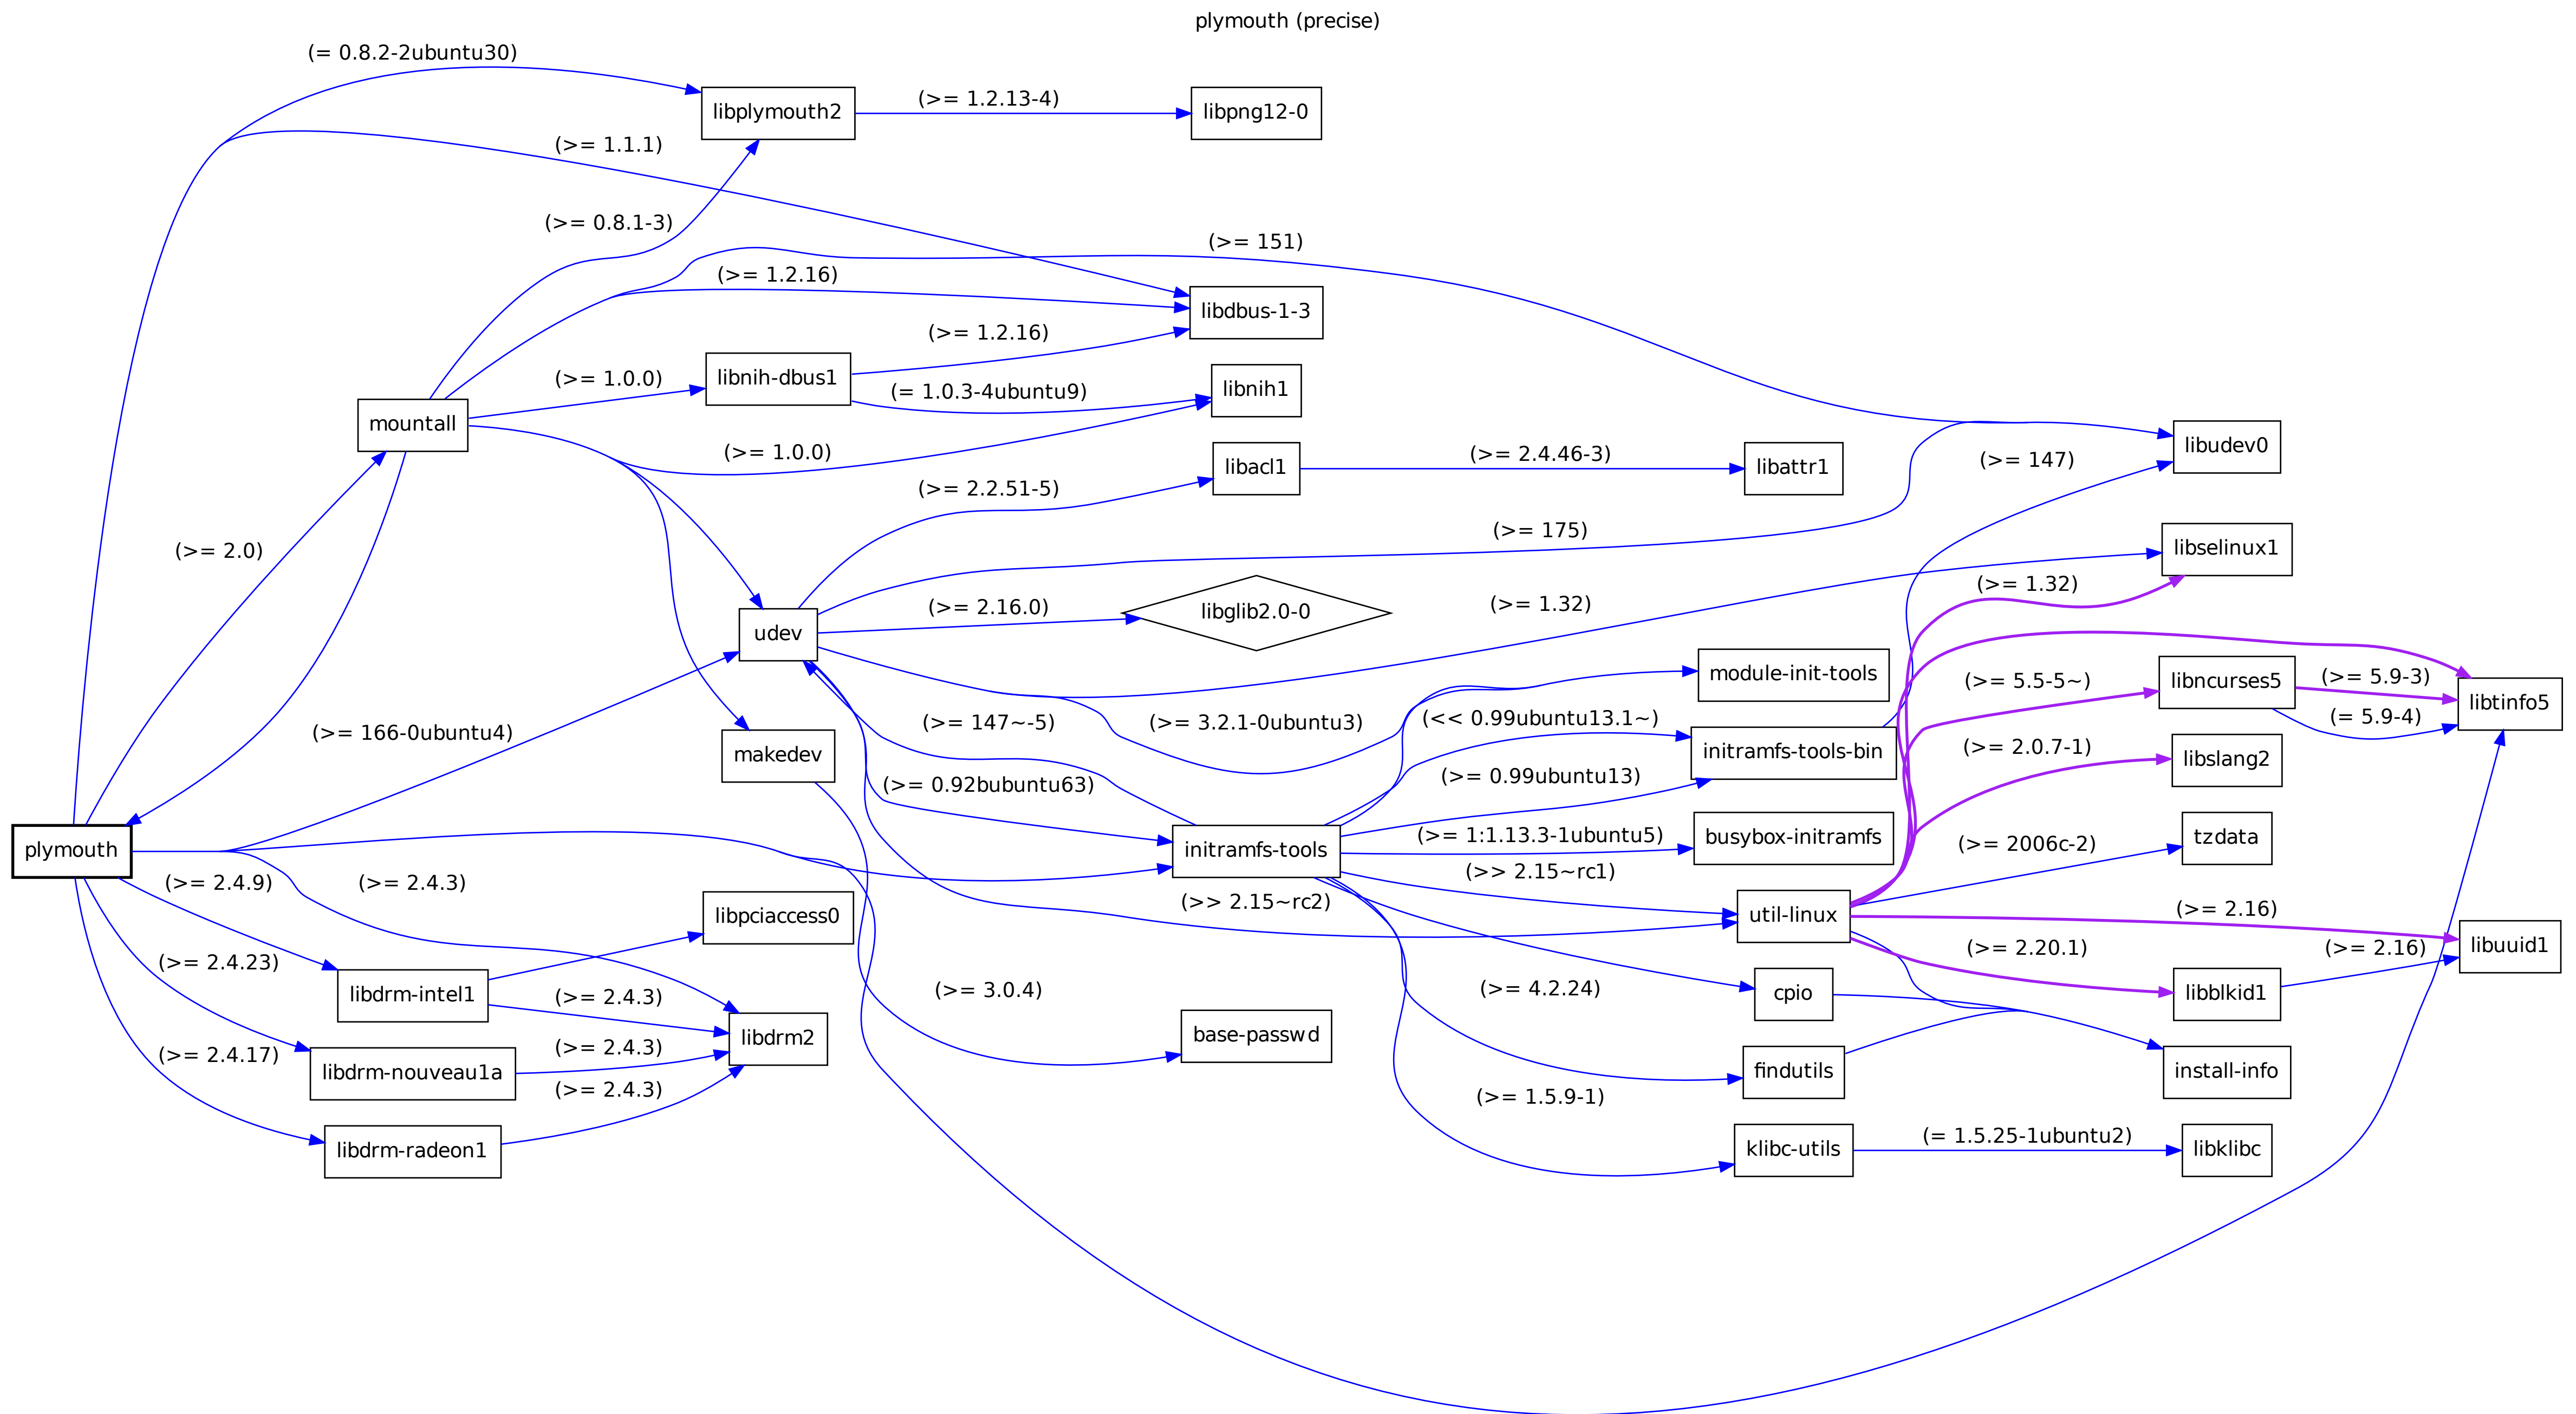 plymouth (precise)
(= 0.8.2-2ubuntu30)
libplymouth2
(>= 1.2.13-4)
libpng12-0
(>= 1.1.1)
(>= 0.8.1-3)
(>= 151)
(>= 1.2.16)
libdbus-1-3
(>= 1.2.16)
libnih-dbus1
(>= 1.0.0)
(= 1.0.3-4ubuntu9)
libnih1
mountall
(>= 1.0.0)
libudev0
(>= 147)
libacl1
(>= 2.4.46-3)
libattr1
(>= 2.2.51-5)
(>= 175)
(>= 2.0)
libselinux1
(>= 1.32)
(>= 2.16.0)
libglib2.0-0
(>= 1.32)
udev
module-init-tools
(>= 5.5-5~)
libncurses5
(>= 5.9-3)
libtinfo5
(= 5.9-4)
(>= 166-0ubuntu4)
(>= 147~-5)
(>= 3.2.1-0ubuntu3)
(<< 0.99ubuntu13.1~)
initramfs-tools-bin
makedev
(>= 2.0.7-1)
libslang2
(>= 0.92bubuntu63)
(>= 0.99ubuntu13)
plymouth
initramfs-tools
(>= 1:1.13.3-1ubuntu5)
busybox-initramfs
(>= 2006c-2)
tzdata
(>> 2.15~rc1)
(>= 2.4.9)
(>= 2.4.3)
(>> 2.15~rc2)
libpciaccess0
util-linux
(>= 2.16)
libuuid1
(>= 2.20.1)
(>= 2.16)
(>= 2.4.23)
libdrm-intel1
(>= 2.4.3)
(>= 3.0.4)
(>= 4.2.24)
cpio
libblkid1
libdrm2
base-passwd
(>= 2.4.17)
(>= 2.4.3)
libdrm-nouveau1a
findutils
install-info
(>= 2.4.3)
(>= 1.5.9-1)
libdrm-radeon1
klibc-utils
(= 1.5.25-1ubuntu2)
libklibc